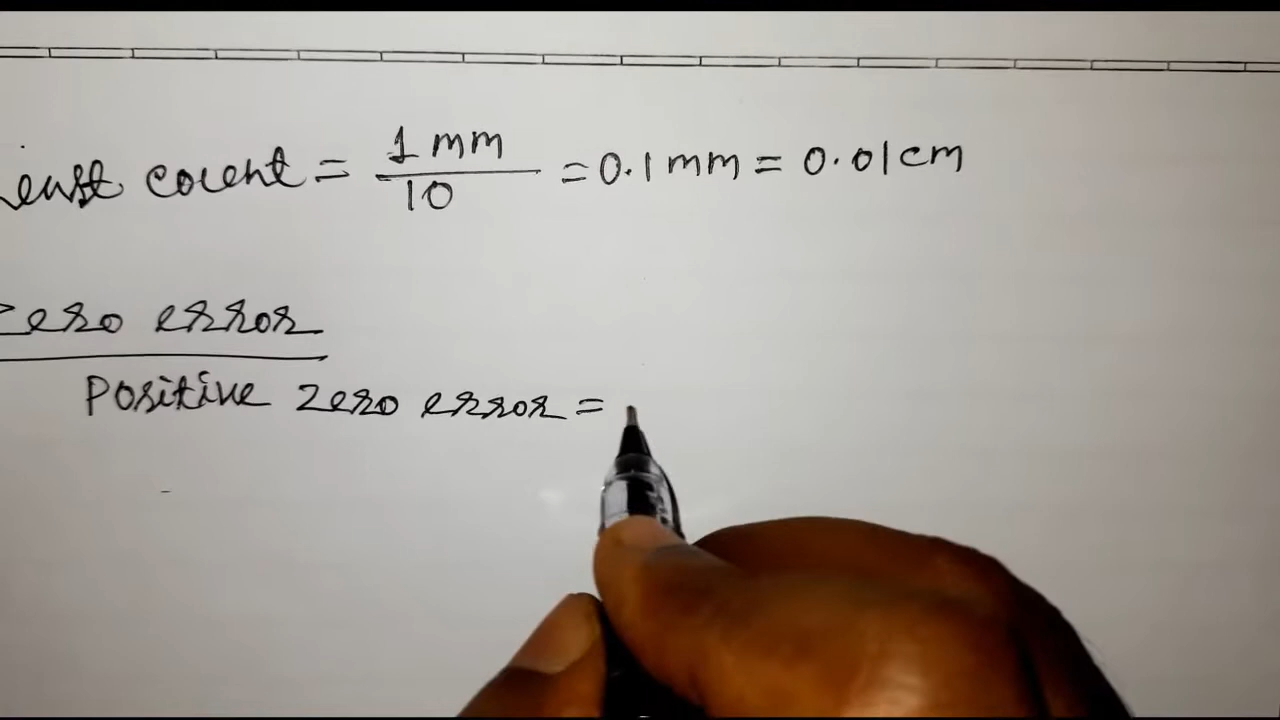 Least count = 1 mm / 10 = 0.1 mm = 0.01 cm
Zero error
Positive zero error =